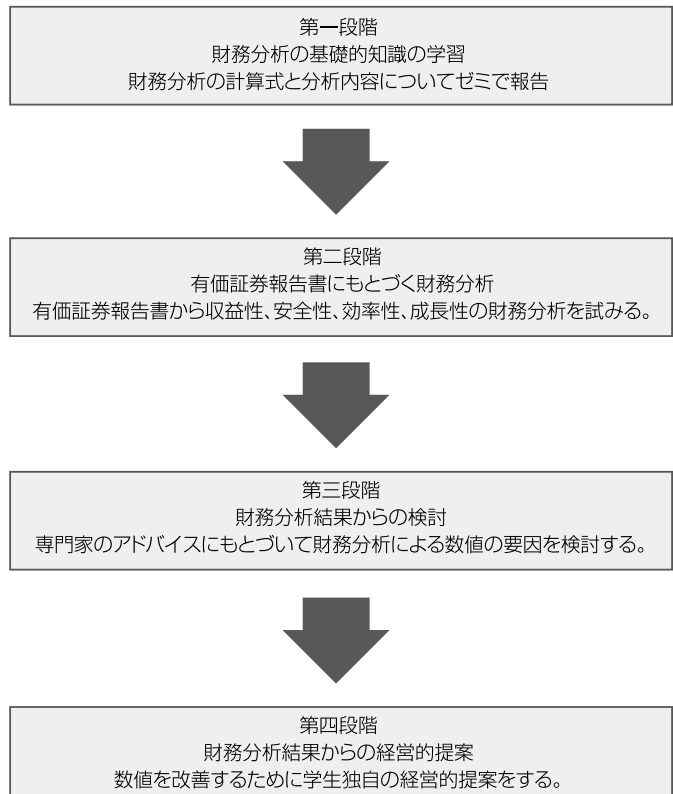 第一段階
財務分析の基礎的知識の学習
財務分析の計算式と分析内容についてゼミで報告
第二段階
有価証券報告書にもとづく財務分析
有価証券報告書から収益性、安全性、効率性、成長性の財務分析を試みる。
第三段階
財務分析結果からの検討
専門家のアドバイスにもとづいて財務分析による数値の要因を検討する。
第四段階
財務分析結果からの経営的提案
数値を改善するために学生独自の経営的提案をする。